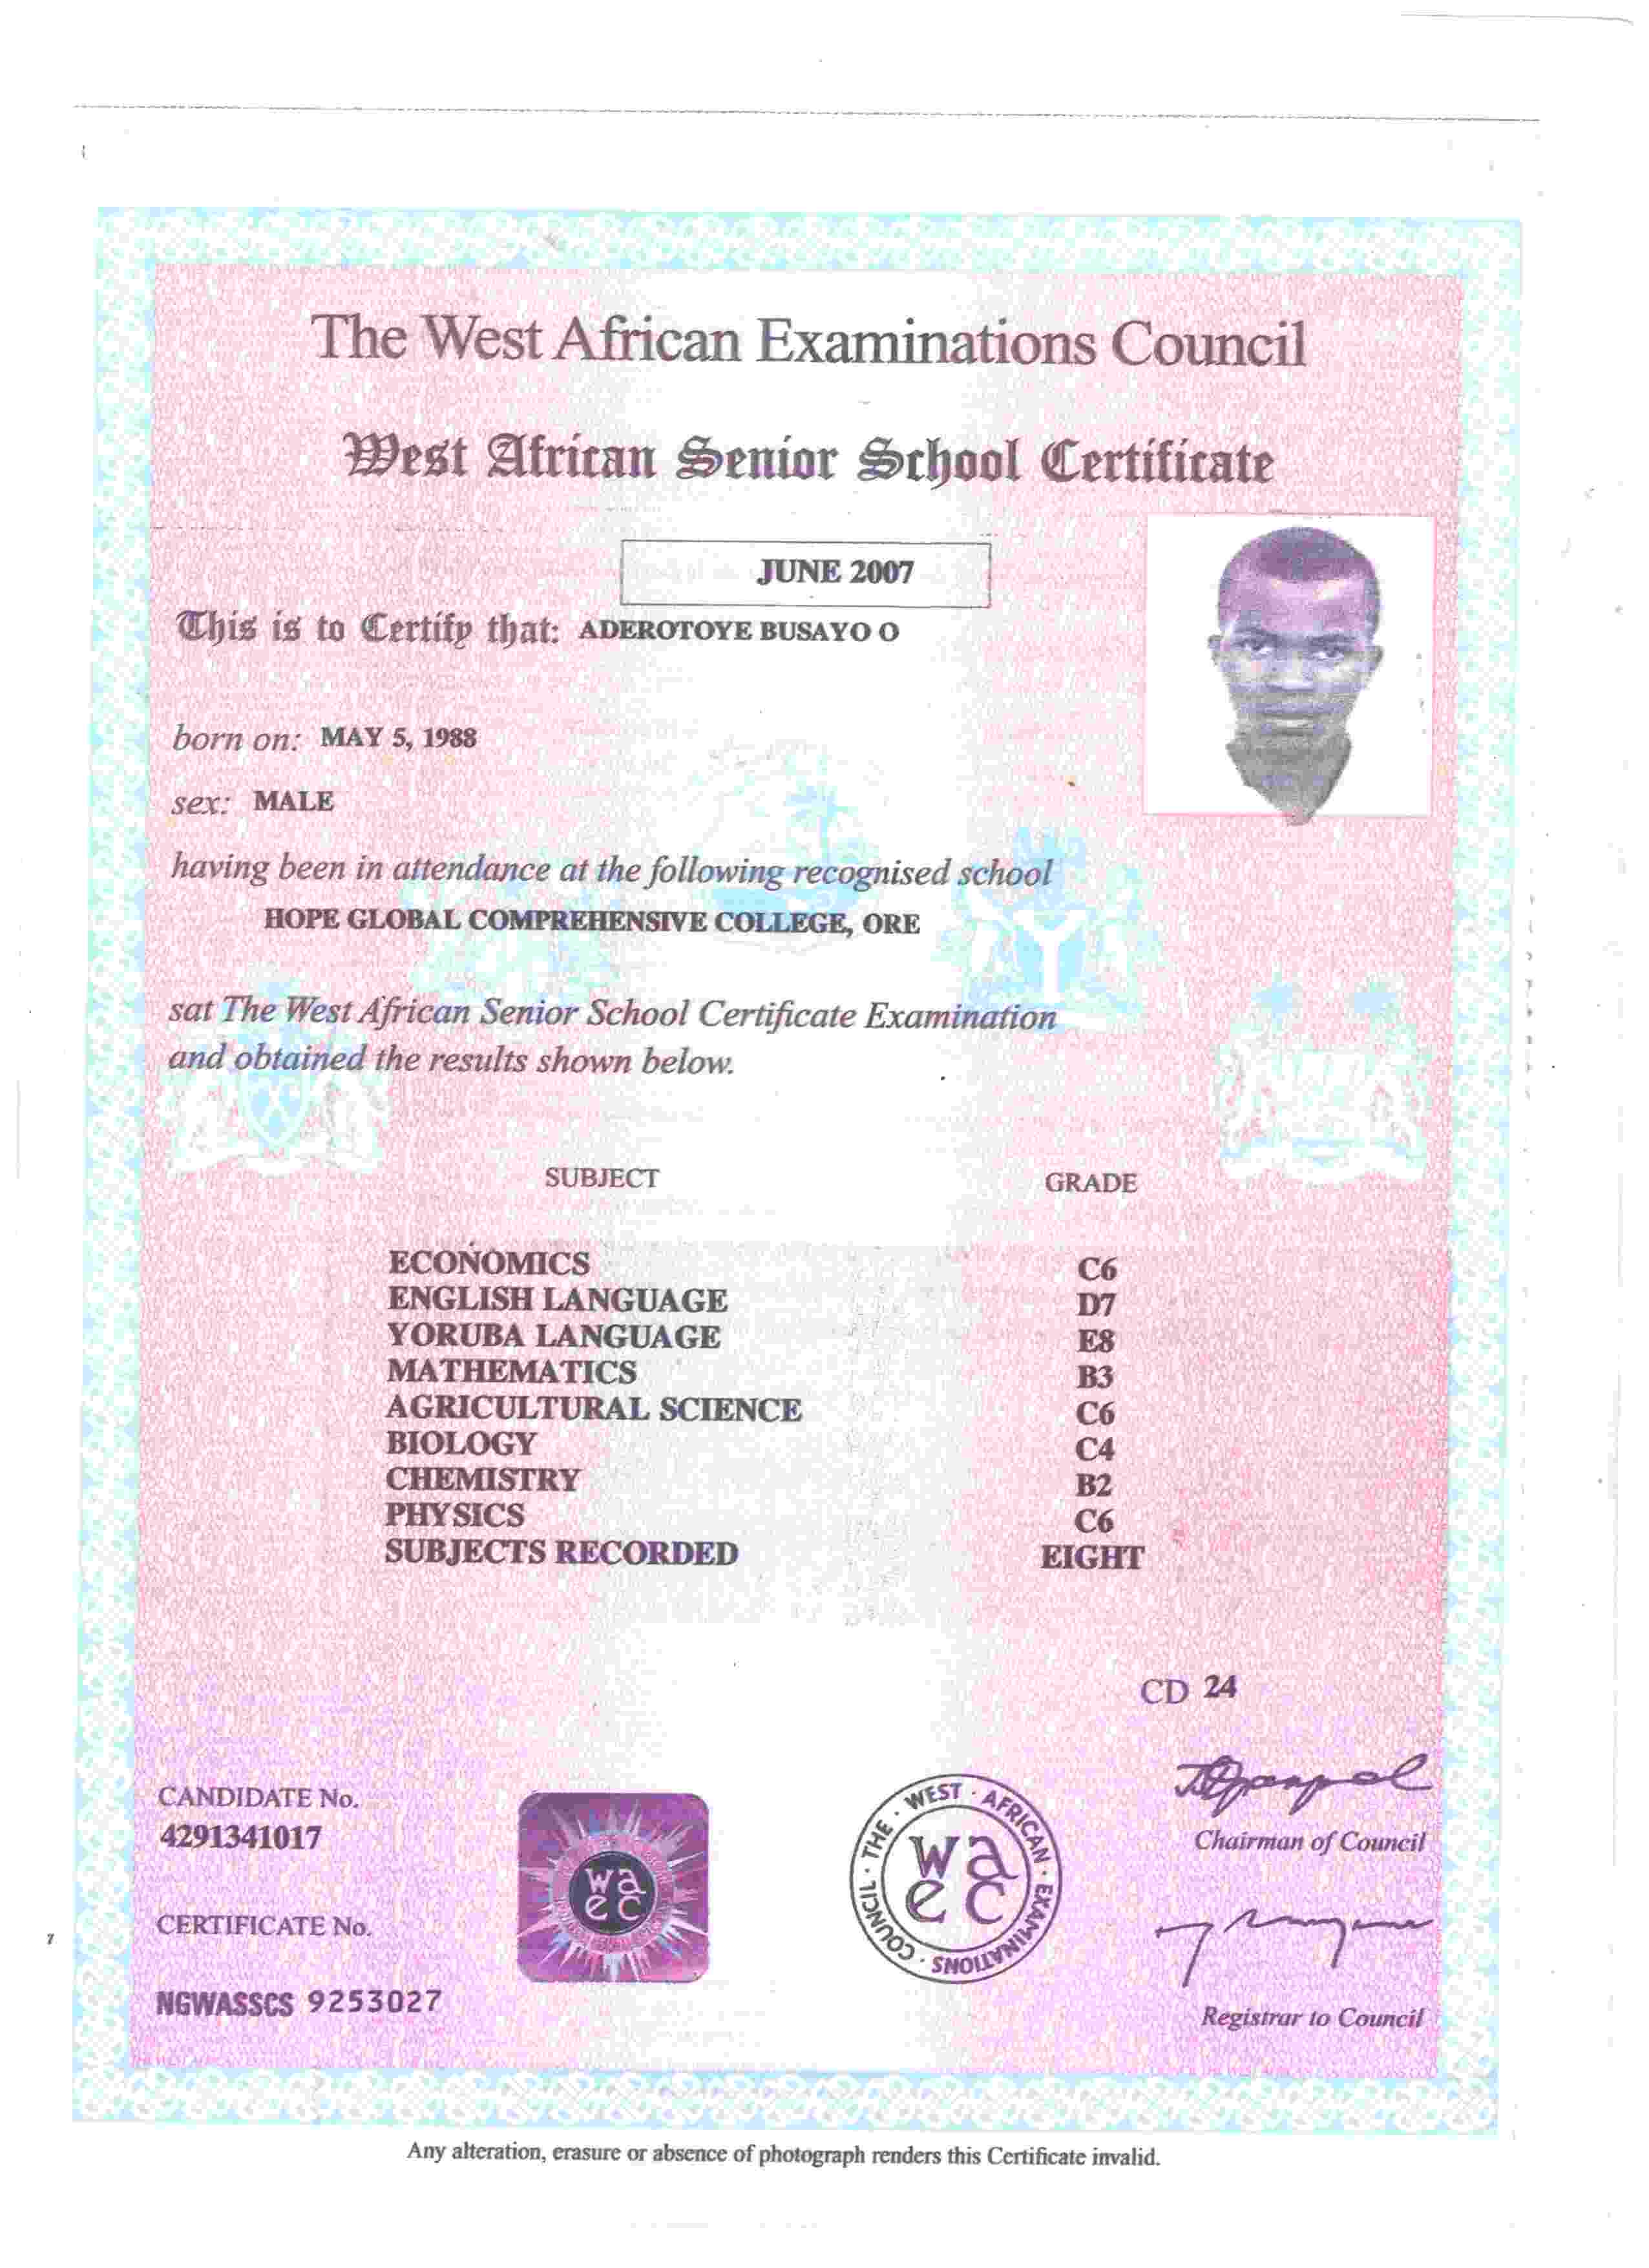 The West African Examinations Council
West African Senior School Certificate
JUNE 2007
This is to Certify that: ADEROTOYE BUSAYO O
born on: MAY 5, 1988
sex: MALE
having been in attendance at the following recognised school
HOPE GLOBAL COMPREHENSIVE COLLEGE, ORE
sat The West African Senior School Certificate Examination
and obtained the results shown below.
SUBJECT GRADE
ECONOMICS C6
ENGLISH LANGUAGE D7
YORUBA LANGUAGE E8
MATHEMATICS B3
AGRICULTURAL SCIENCE C6
BIOLOGY C4
CHEMISTRY B2
PHYSICS C6
SUBJECTS RECORDED EIGHT
CD 24
CANDIDATE No.
4291341017
CERTIFICATE No.
NGWASSCS 9253027
waec
THE · WEST · AFRICAN · EXAMINATIONS · COUNCIL ·
waec
Chairman of Council
Registrar to Council
Any alteration, erasure or absence of photograph renders this Certificate invalid.